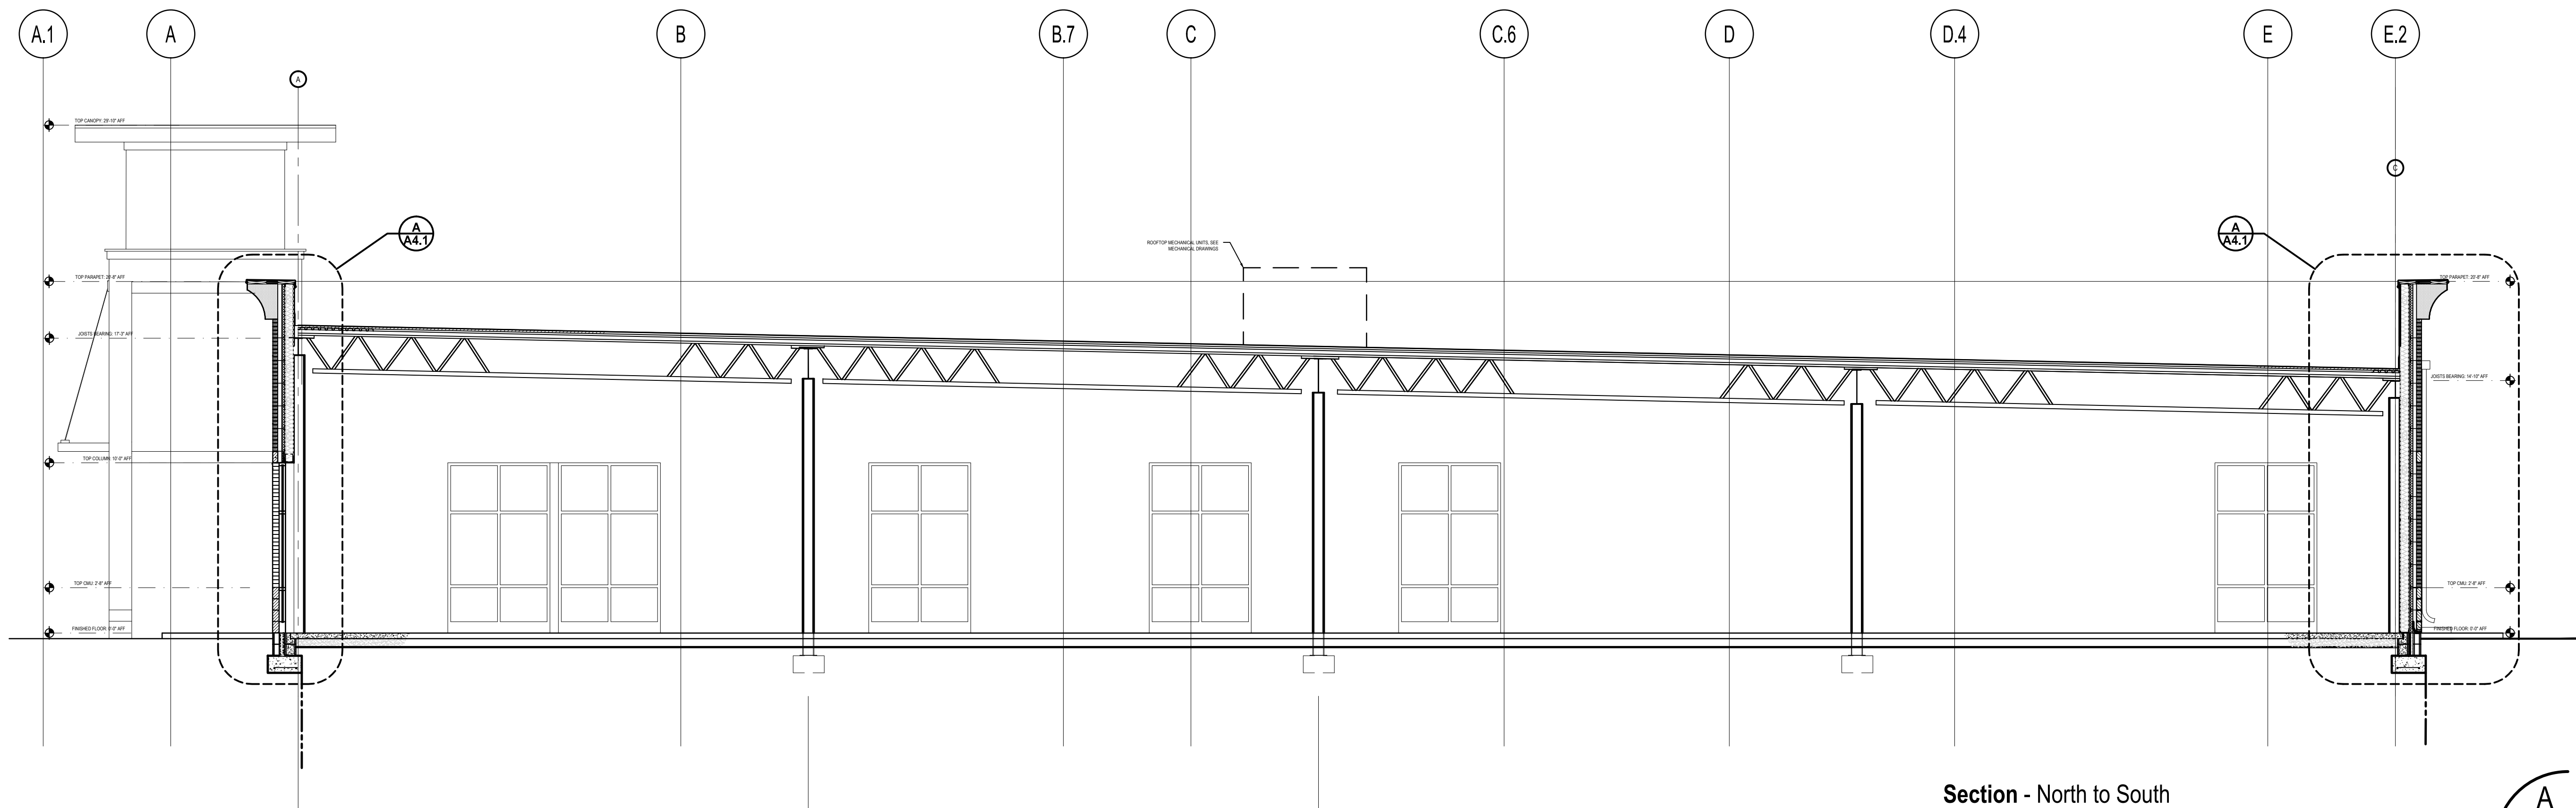 A.1
A
B
B.7
C
C.6
D
D.4
E
E.2
A
TOP CANOPY: 28'-10" AFF
C
A
A4.1
A
A4.1
ROOFTOP MECHANICAL UNITS, SEE
MECHANICAL DRAWINGS
TOP PARAPET: 20'-8" AFF
TOP PARAPET: 20'-8" AFF
JOISTS BEARING: 17'-3" AFF
JOISTS BEARING: 14'-10" AFF
TOP COLUMN: 10'-0" AFF
TOP CMU: 2'-8" AFF
TOP CMU: 2'-8" AFF
FINISHED FLOOR: 0'-0" AFF
FINISHED FLOOR: 0'-0" AFF
Section - North to South
A